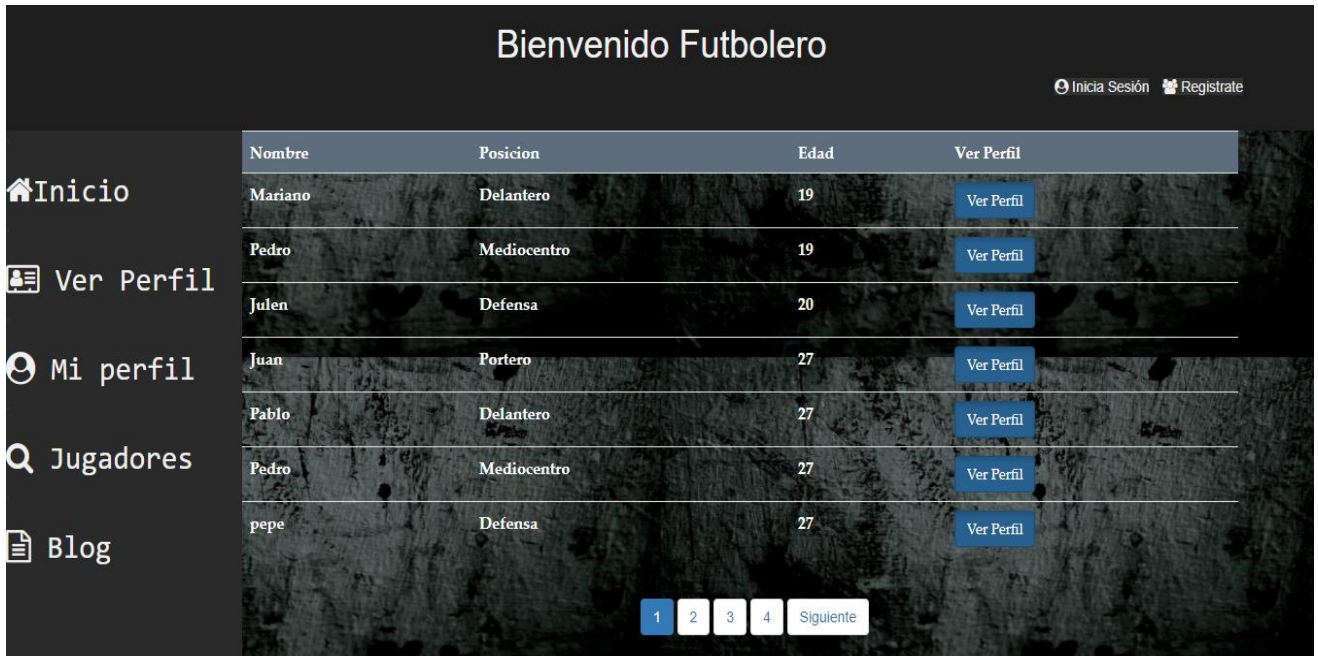 Bienvenido Futbolero
Inicia Sesión Registrate
Inicio
Ver Perfil
Mi perfil
Jugadores
Blog
Nombre Posicion Edad Ver Perfil
Mariano Delantero 19 Ver Perfil
Pedro Mediocentro 19 Ver Perfil
Julen Defensa 20 Ver Perfil
Juan Portero 27 Ver Perfil
Pablo Delantero 27 Ver Perfil
Pedro Mediocentro 27 Ver Perfil
pepe Defensa 27 Ver Perfil
1 2 3 4 Siguiente